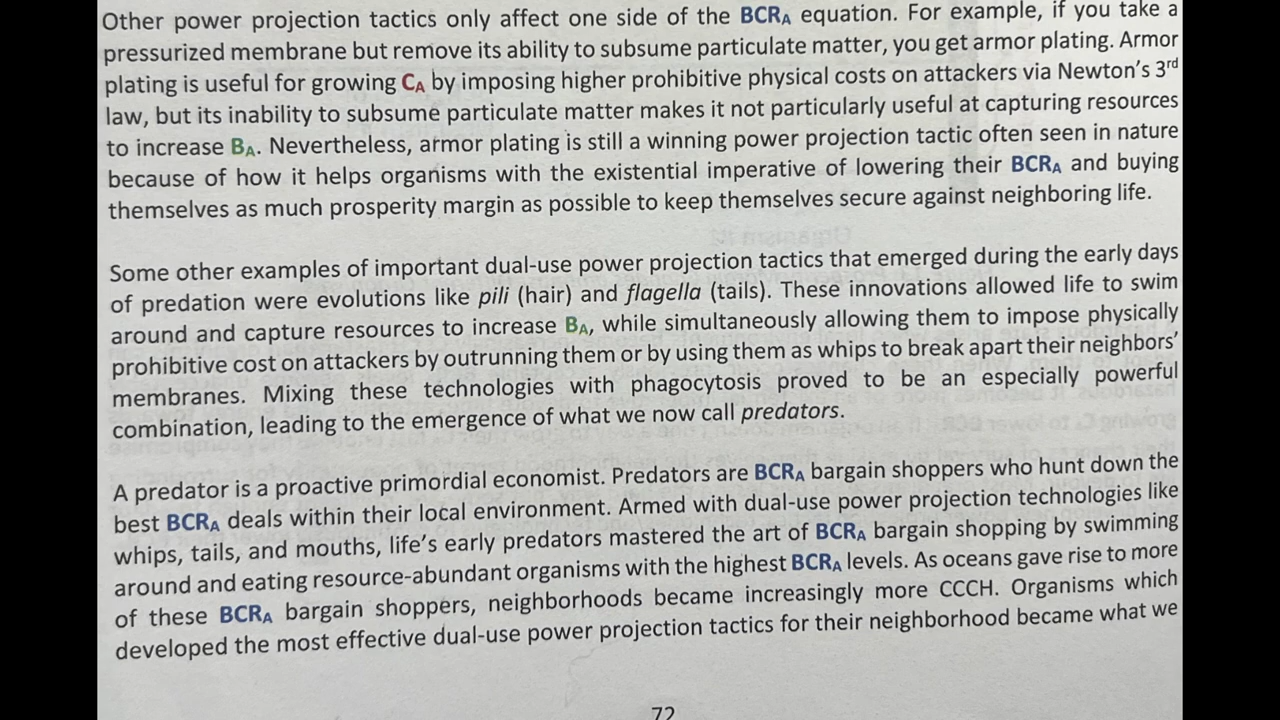 Other power projection tactics only affect one side of the BCRA equation. For example, if you take a
pressurized membrane but remove its ability to subsume particulate matter, you get armor plating. Armor
plating is useful for growing CA by imposing higher prohibitive physical costs on attackers via Newton's 3rd
law, but its inability to subsume particulate matter makes it not particularly useful at capturing resources
to increase BA. Nevertheless, armor plating is still a winning power projection tactic often seen in nature
because of how it helps organisms with the existential imperative of lowering their BCRA and buying
themselves as much prosperity margin as possible to keep themselves secure against neighboring life.
Some other examples of important dual-use power projection tactics that emerged during the early days
of predation were evolutions like pili (hair) and flagella (tails). These innovations allowed life to swim
around and capture resources to increase BA, while simultaneously allowing them to impose physically
prohibitive cost on attackers by outrunning them or by using them as whips to break apart their neighbors'
membranes. Mixing these technologies with phagocytosis proved to be an especially powerful
combination, leading to the emergence of what we now call predators.
A predator is a proactive primordial economist. Predators are BCRA bargain shoppers who hunt down the
best BCRA deals within their local environment. Armed with dual-use power projection technologies like
whips, tails, and mouths, life's early predators mastered the art of BCRA bargain shopping by swimming
around and eating resource-abundant organisms with the highest BCRA levels. As oceans gave rise to more
of these BCRA bargain shoppers, neighborhoods became increasingly more CCCH. Organisms which
developed the most effective dual-use power projection tactics for their neighborhood became what we
72